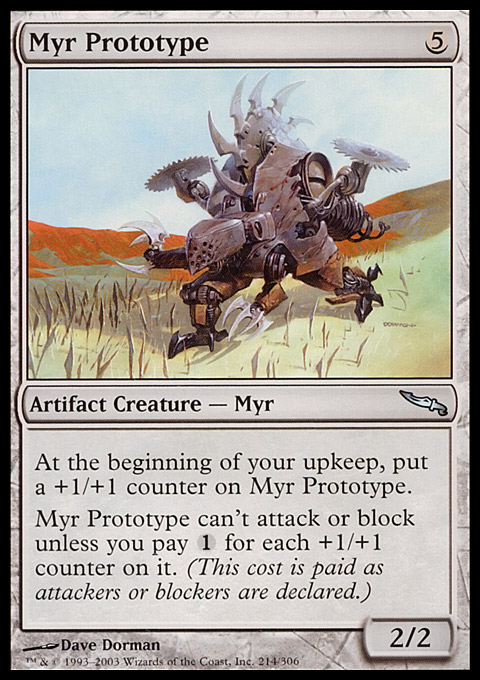 Myr Prototype 5
Artifact Creature — Myr
At the beginning of your upkeep, put
a +1/+1 counter on Myr Prototype.
Myr Prototype can't attack or block
unless you pay 1 for each +1/+1
counter on it. (This cost is paid as
attackers or blockers are declared.)
2/2
Dave Dorman
™ & © 1993–2003 Wizards of the Coast, Inc. 214/306